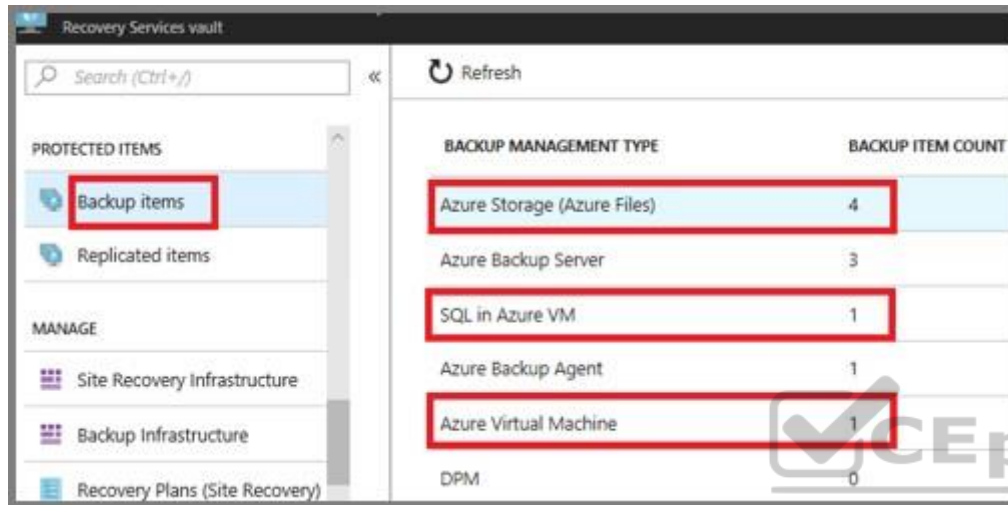 Recovery Services vault
Search (Ctrl+/)
«
Refresh
PROTECTED ITEMS
Backup items
Replicated items
MANAGE
Site Recovery Infrastructure
Backup Infrastructure
Recovery Plans (Site Recovery)
BACKUP MANAGEMENT TYPE BACKUP ITEM COUNT
Azure Storage (Azure Files) 4
Azure Backup Server 3
SQL in Azure VM 1
Azure Backup Agent 1
Azure Virtual Machine 1
DPM 0